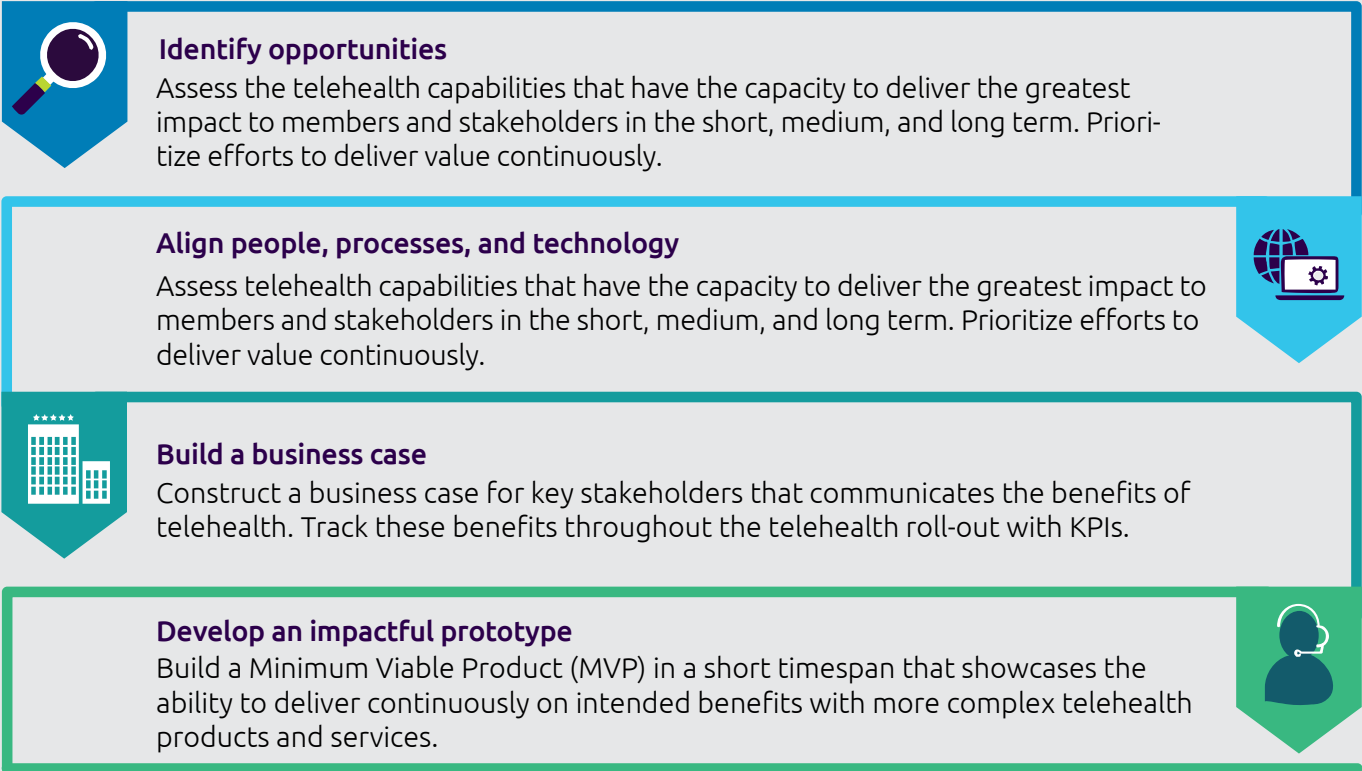 Identify opportunities
Assess the telehealth capabilities that have the capacity to deliver the greatest
impact to members and stakeholders in the short, medium, and long term. Priori-
tize efforts to deliver value continuously.
Align people, processes, and technology
Assess telehealth capabilities that have the capacity to deliver the greatest impact to
members and stakeholders in the short, medium, and long term. Prioritize efforts to
deliver value continuously.
Build a business case
Construct a business case for key stakeholders that communicates the benefits of
telehealth. Track these benefits throughout the telehealth roll-out with KPIs.
Develop an impactful prototype
Build a Minimum Viable Product (MVP) in a short timespan that showcases the
ability to deliver continuously on intended benefits with more complex telehealth
products and services.